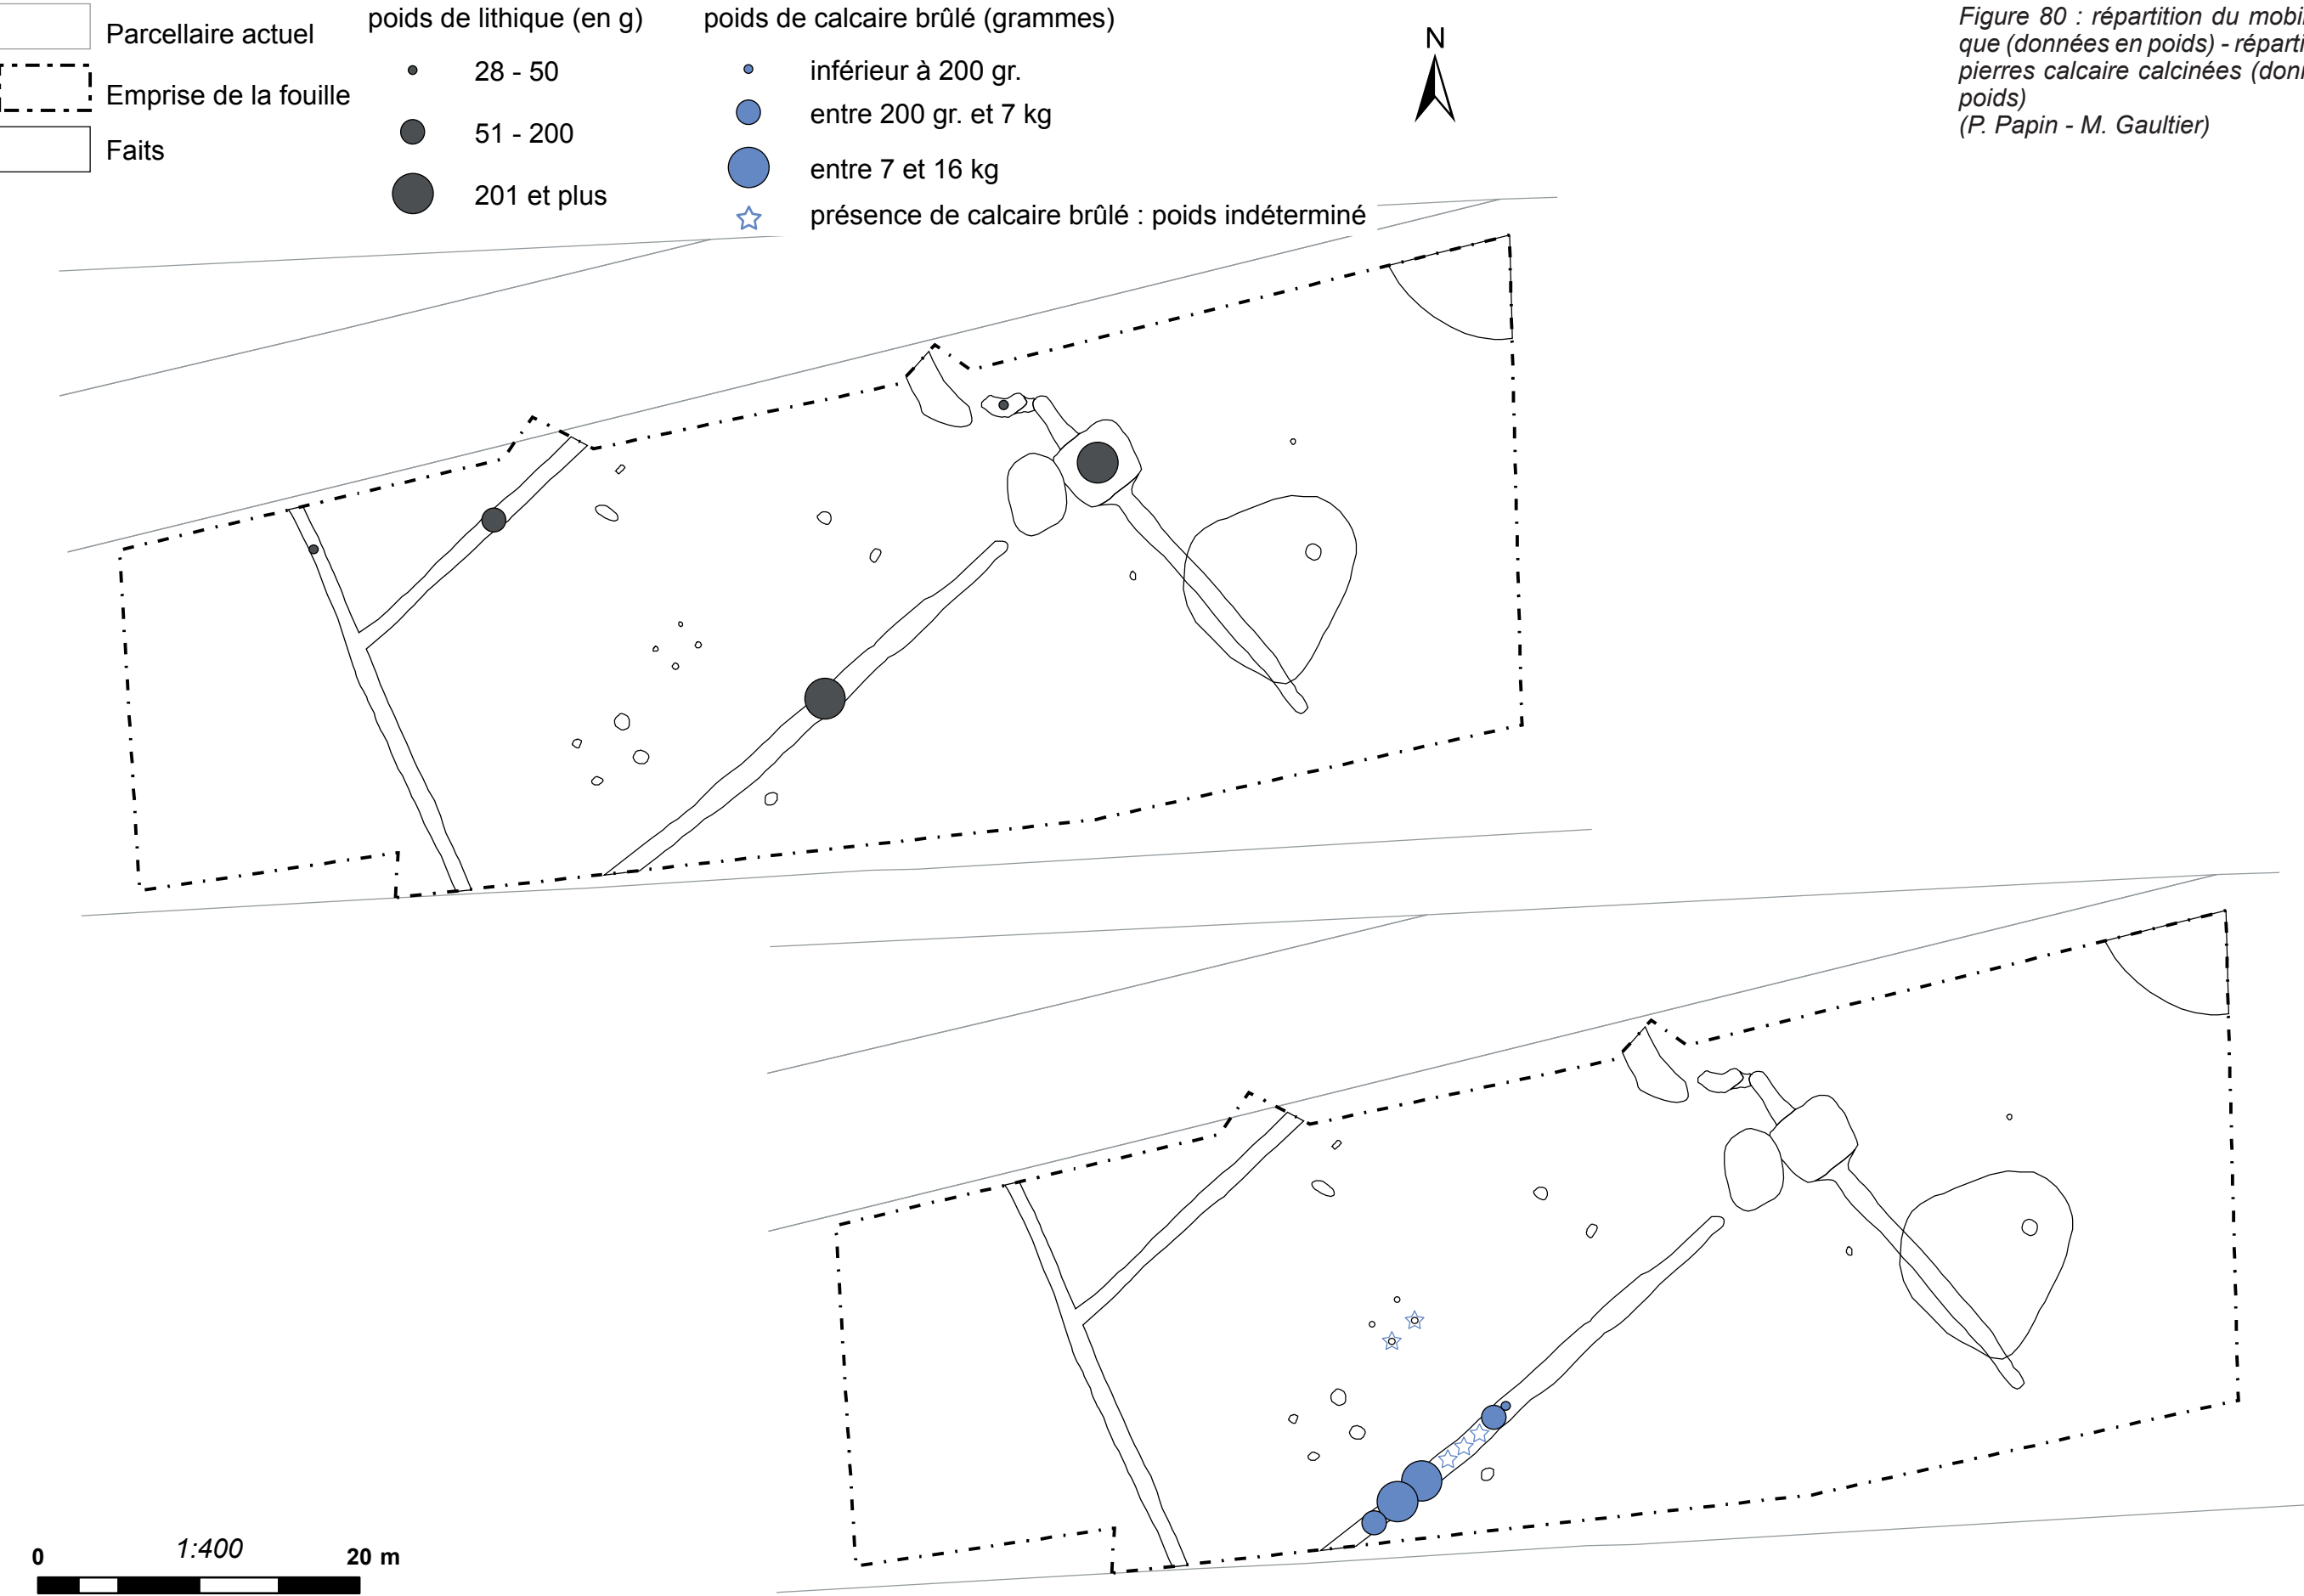 Parcellaire actuel
Emprise de la fouille
Faits
poids de lithique (en g)
28 - 50
51 - 200
201 et plus
poids de calcaire brûlé (grammes)
inférieur à 200 gr.
entre 200 gr. et 7 kg
entre 7 et 16 kg
présence de calcaire brûlé : poids indéterminé
N
Figure 80 : répartition du
que (données en poids) -
pierres calcaire calcinées
poids)
(P. Papin - M. Gaultier)
0 1:400 20 m